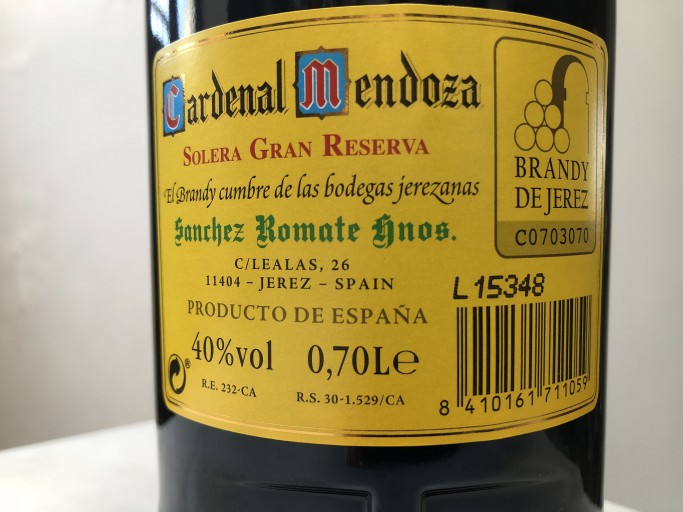 Cardenal Mendoza
SOLERA GRAN RESERVA
El Brandy cumbre de las bodegas jerezanas
Sanchez Romate Hnos.
C/LEALAS, 26
11404 – JEREZ – SPAIN
PRODUCTO DE ESPAÑA
40%vol 0,70L℮
R.E. 232-CA
R.S. 30-1.529/CA
BRANDY
DE JEREZ
C0703070
L15348
8 410161 711059
®